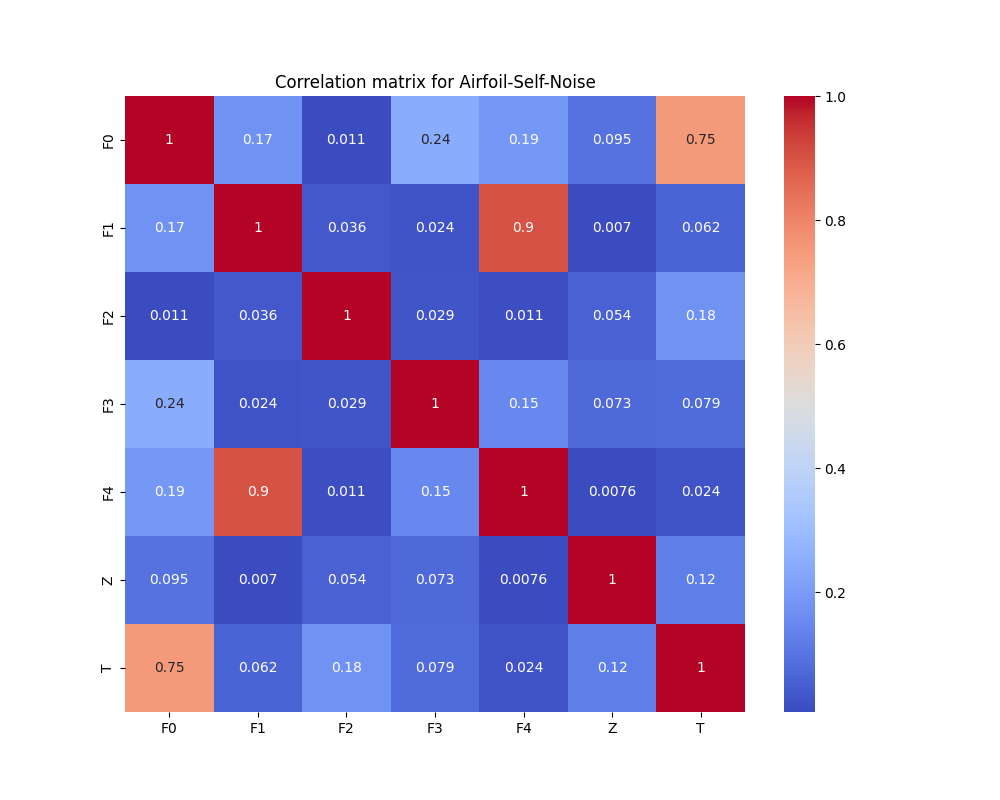 Correlation matrix for Airfoil-Self-Noise
F0 1 0.17 0.011 0.24 0.19 0.095 0.75
F1 0.17 1 0.036 0.024 0.9 0.007 0.062
F2 0.011 0.036 1 0.029 0.011 0.054 0.18
F3 0.24 0.024 0.029 1 0.15 0.073 0.079
F4 0.19 0.9 0.011 0.15 1 0.0076 0.024
Z 0.095 0.007 0.054 0.073 0.0076 1 0.12
T 0.75 0.062 0.18 0.079 0.024 0.12 1
F0 F1 F2 F3 F4 Z T
1.0
0.8
0.6
0.4
0.2